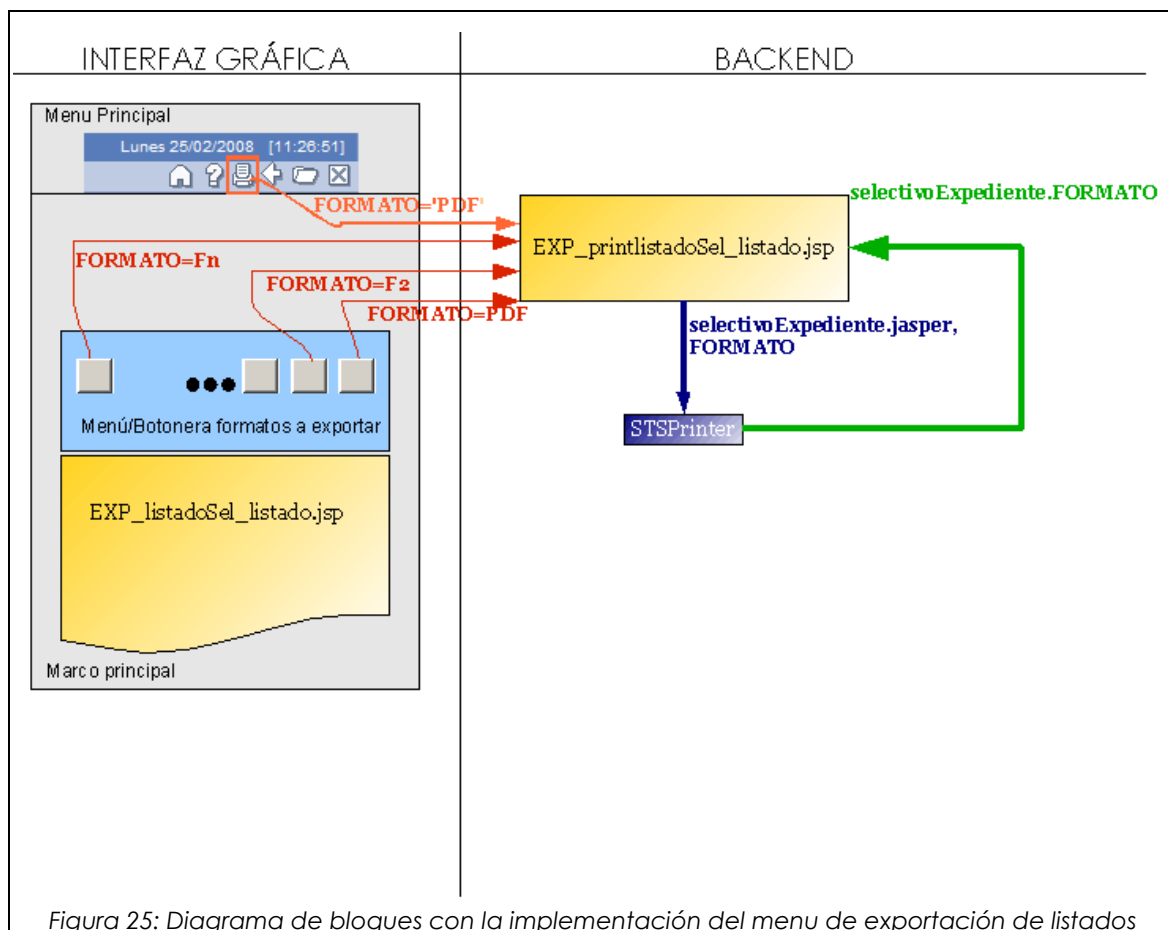 INTERFAZ GRÁFICA
BACKEND
Menu Principal
Lunes 25/02/2008 [11:26:51]
FORMATO='PDF'
selectivoExpediente.FORMATO
EXP_printlistadoSel_listado.jsp
FORMATO=Fn
FORMATO=F2
FORMATO=PDF
selectivoExpediente.jasper,
FORMATO
STSPrinter
Menú/Botonera formatos a exportar
EXP_listadoSel_listado.jsp
Marco principal
Figura 25: Diagrama de bloques con la implementación del menu de exportación de listados